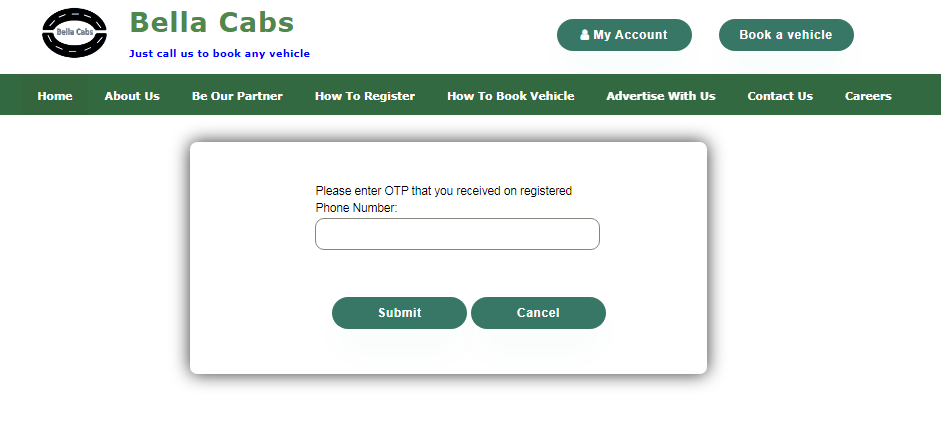 Bella Cabs
Bella Cabs
Just call us to book any vehicle
My Account
Book a vehicle
Home About Us Be Our Partner How To Register How To Book Vehicle Advertise With Us Contact Us Careers
Please enter OTP that you received on registered
Phone Number:
Submit Cancel